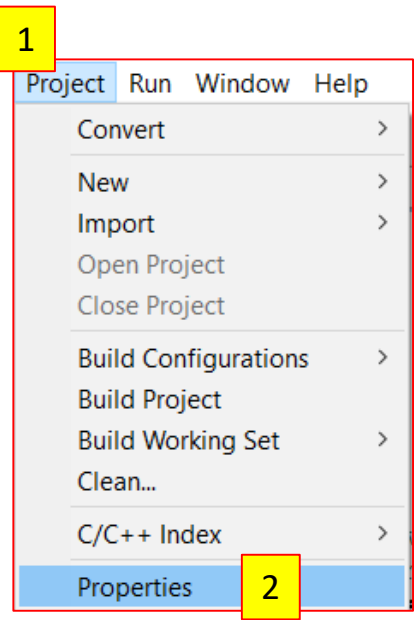 1
Project Run Window Help
Convert >
New >
Import >
Open Project
Close Project
Build Configurations >
Build Project
Build Working Set >
Clean...
C/C++ Index >
Properties 2